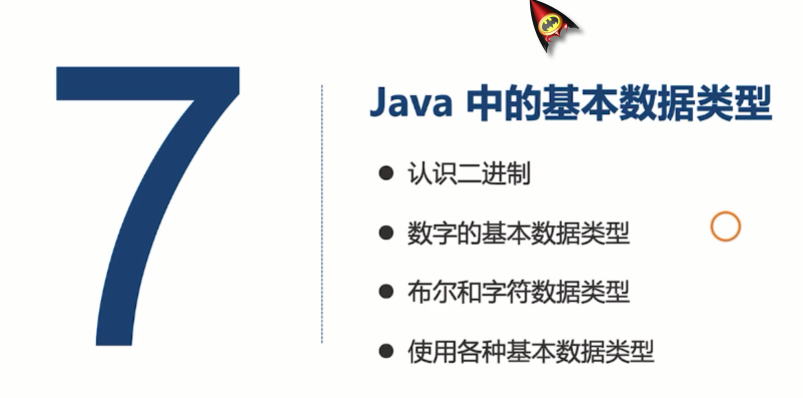 7
Java 中的基本数据类型
● 认识二进制
● 数字的基本数据类型
● 布尔和字符数据类型
● 使用各种基本数据类型